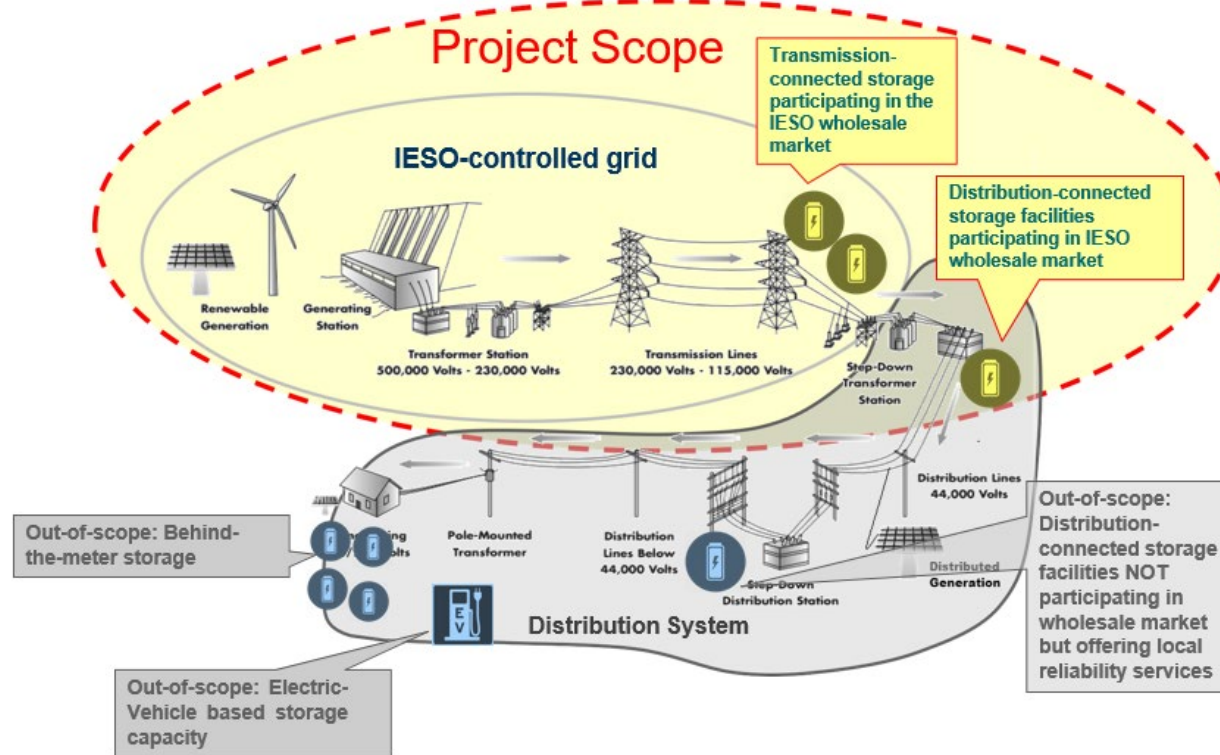 Project Scope
Transmission-
connected storage
participating in the
IESO wholesale
market
IESO-controlled grid
Distribution-connected
storage facilities
participating in IESO
wholesale market
Renewable
Generation
Generating
Station
Transformer Station
500,000 Volts - 230,000 Volts
Transmission Lines
230,000 Volts - 115,000 Volts
Step-Down
Transformer
Station
Distribution Lines
44,000 Volts
Out-of-scope: Behind-
the-meter storage
Volts
Pole-Mounted
Transformer
Distribution
Lines Below
44,000 Volts
Step-Down
Distribution Station
Distributed
Generation
Out-of-scope:
Distribution-
connected storage
facilities NOT
participating in
wholesale market
but offering local
reliability services
EV
Distribution System
Out-of-scope: Electric-
Vehicle based storage
capacity